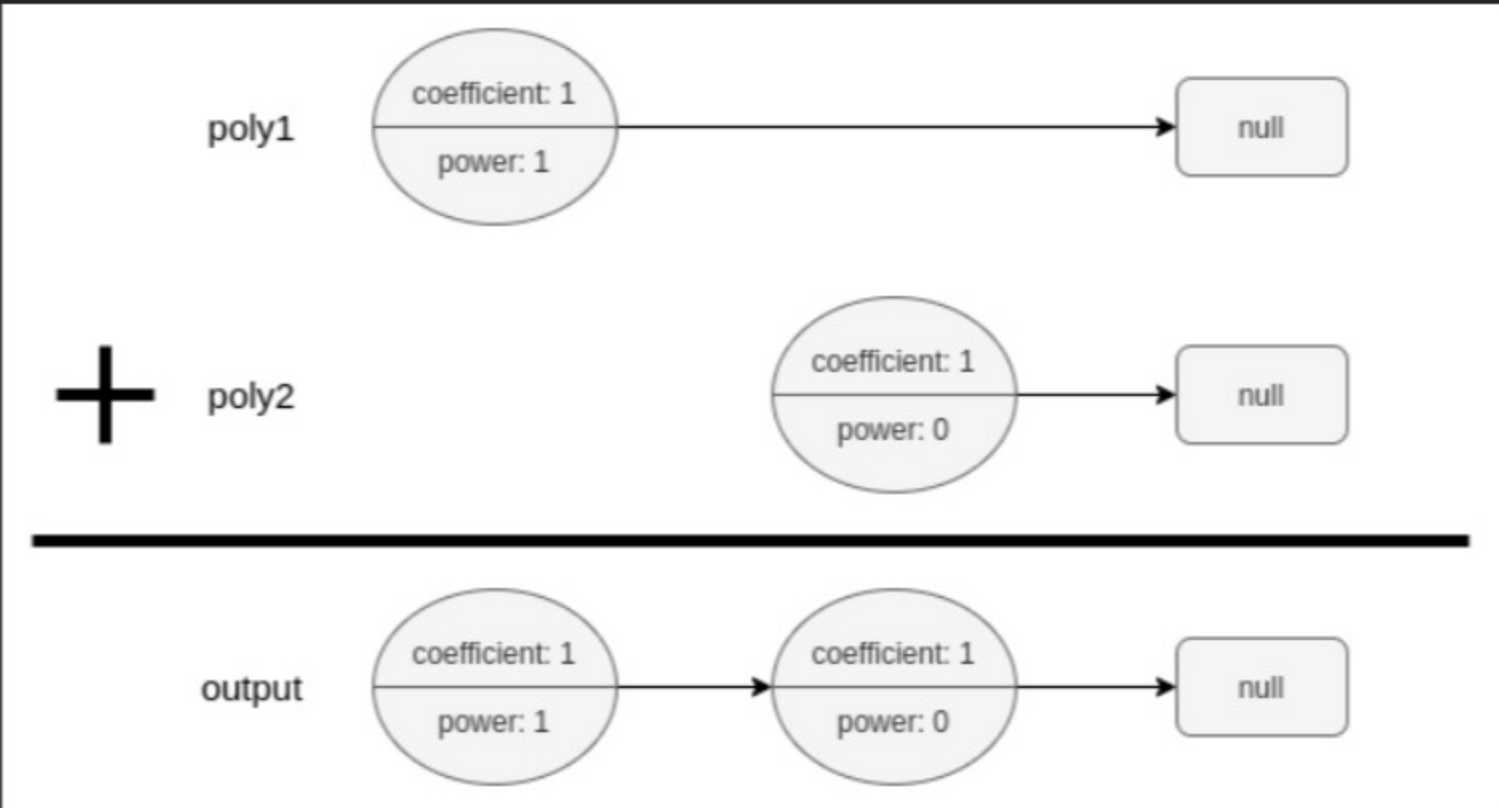 coefficient: 1
poly1
null
power: 1
coefficient: 1
+ poly2
null
power: 0
coefficient: 1
coefficient: 1
output
null
power: 1
power: 0